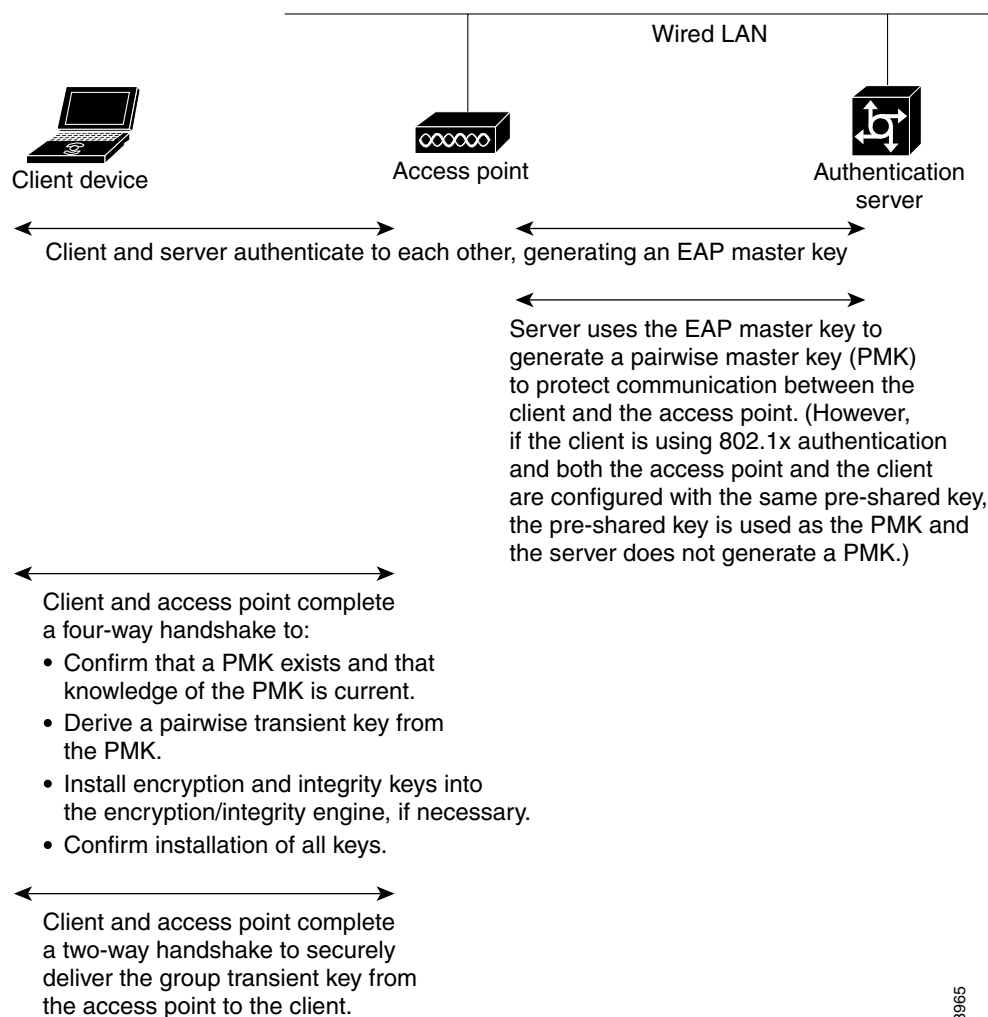 Wired LAN
Client device
Access point
Authentication
server
Client and server authenticate to each other, generating an EAP master key
Server uses the EAP master key to
generate a pairwise master key (PMK)
to protect communication between the
client and the access point. (However,
if the client is using 802.1x authentication
and both the access point and the client
are configured with the same pre-shared key,
the pre-shared key is used as the PMK and
the server does not generate a PMK.)
Client and access point complete
a four-way handshake to:
• Confirm that a PMK exists and that
knowledge of the PMK is current.
• Derive a pairwise transient key from
the PMK.
• Install encryption and integrity keys into
the encryption/integrity engine, if necessary.
• Confirm installation of all keys.
Client and access point complete
a two-way handshake to securely
deliver the group transient key from
the access point to the client.